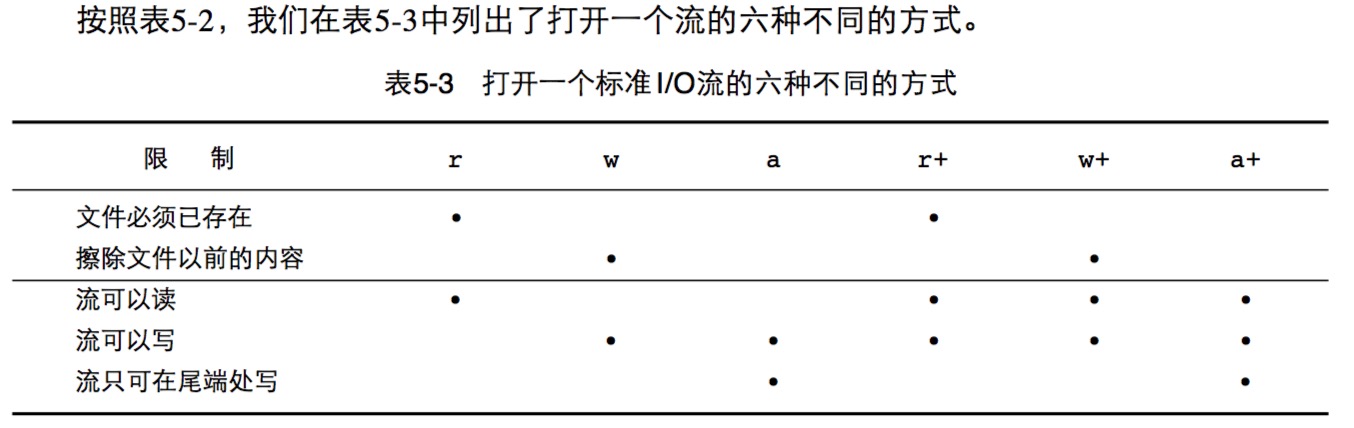 按照表5-2，我们在表5-3中列出了打开一个流的六种不同的方式。
表5-3 打开一个标准I/O流的六种不同的方式
限 制 r w a r+ w+ a+
文件必须已存在 • •
擦除文件以前的内容 • •
流可以读 • • • •
流可以写 • • • • •
流只可在尾端处写 • •